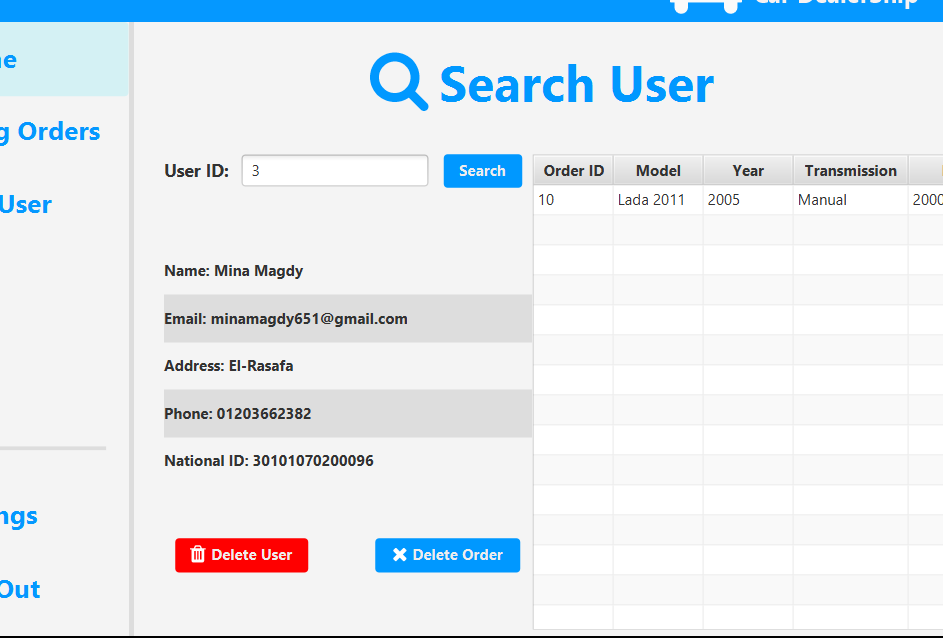 Car DealerShip
Search User
e
g Orders
User
ngs
Out
User ID: 3 Search
Name: Mina Magdy
Email: minamagdy651@gmail.com
Address: El-Rasafa
Phone: 01203662382
National ID: 30101070200096
Delete User Delete Order
Order ID Model Year Transmission
10 Lada 2011 2005 Manual 2000